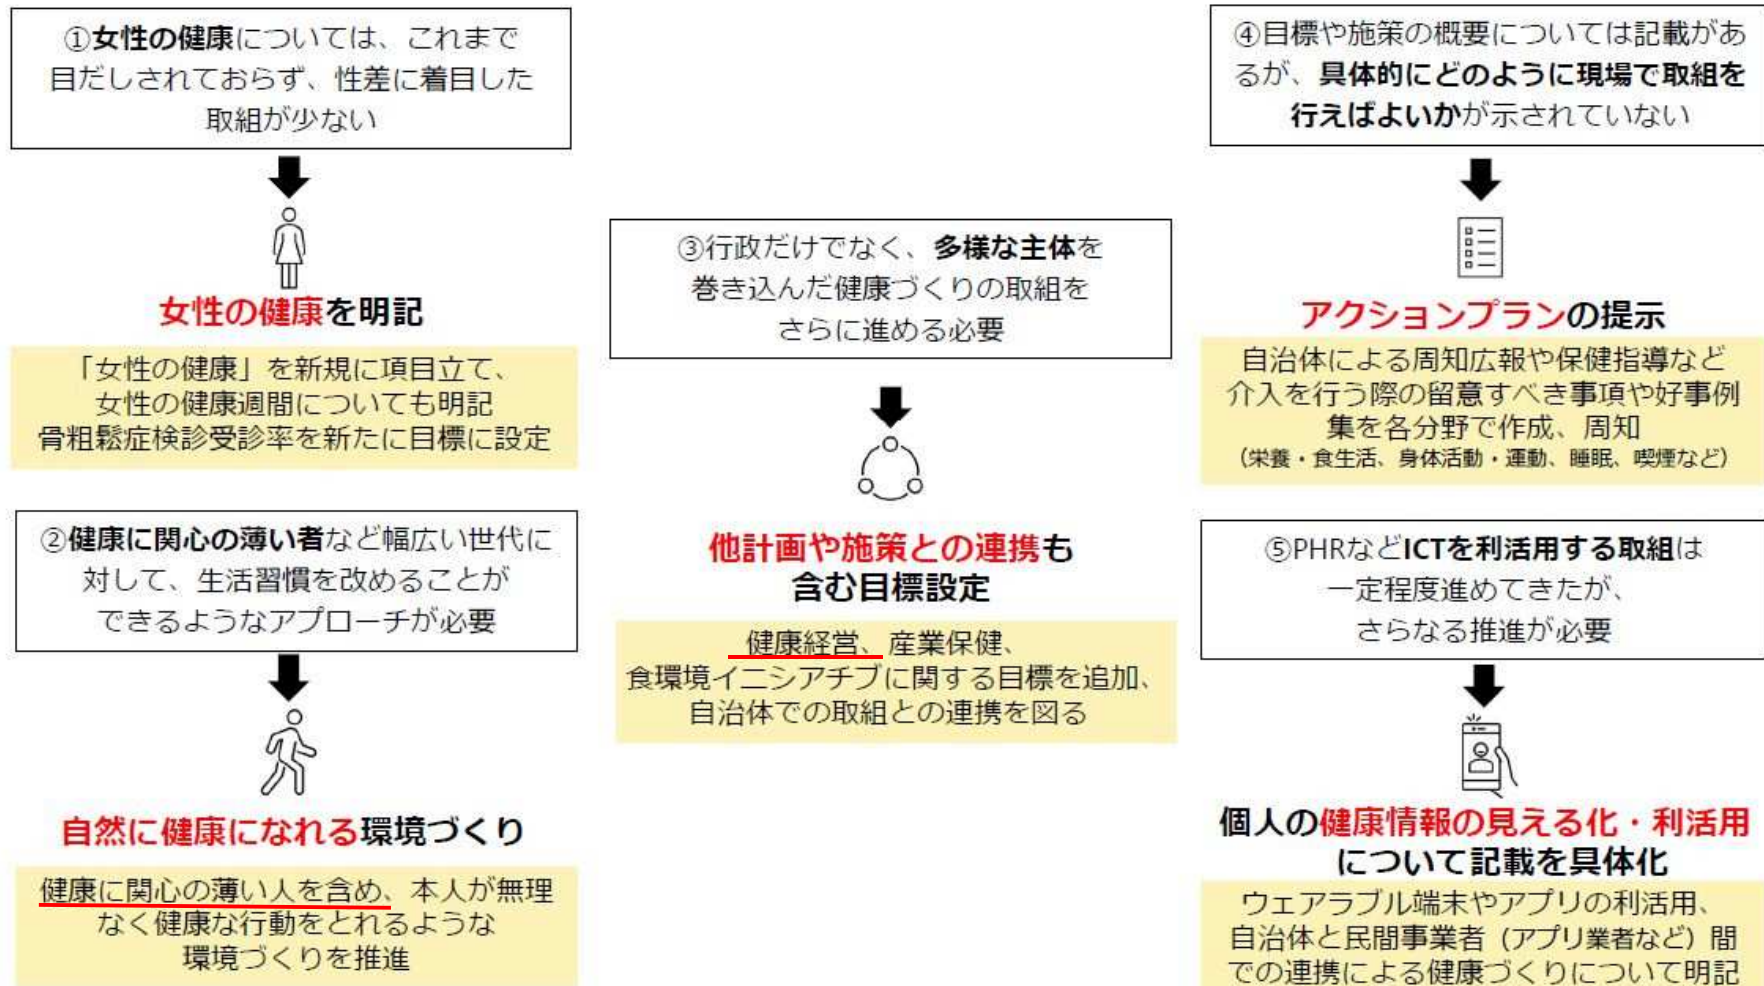 ①女性の健康については、これまで
目だしされておらず、性差に着目した
取組が少ない
女性の健康を明記
「女性の健康」を新規に項目立て、
女性の健康週間についても明記
骨粗鬆症検診受診率を新たに目標に設定
②健康に関心の薄い者など幅広い世代に
対して、生活習慣を改めることが
できるようなアプローチが必要
自然に健康になれる環境づくり
健康に関心の薄い人を含め、本人が無理
なく健康な行動をとれるような
環境づくりを推進
③行政だけでなく、多様な主体を
巻き込んだ健康づくりの取組を
さらに進める必要
他計画や施策との連携も
含む目標設定
健康経営、産業保健、
食環境イニシアチブに関する目標を追加、
自治体での取組との連携を図る
④目標や施策の概要については記載があ
るが、具体的にどのように現場で取組を
行えばよいかが示されていない
アクションプランの提示
自治体による周知広報や保健指導など
介入を行う際の留意すべき事項や好事例
集を各分野で作成、周知
（栄養・食生活、身体活動・運動、睡眠、喫煙など）
⑤PHRなどICTを利活用する取組は
一定程度進めてきたが、
さらなる推進が必要
個人の健康情報の見える化・利活用
について記載を具体化
ウェアラブル端末やアプリの利活用、
自治体と民間事業者（アプリ業者など）間
での連携による健康づくりについて明記